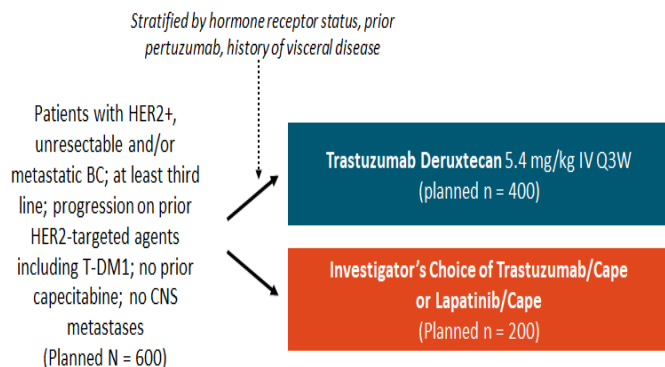 Stratified by hormone receptor status, prior
pertuzumab, history of visceral disease
Patients with HER2+,
unresectable and/or
metastatic BC; at least third
line; progression on prior
HER2-targeted agents
including T-DM1; no prior
capecitabine; no CNS
metastases
(Planned N = 600)
Trastuzumab Deruxtecan 5.4 mg/kg IV Q3W
(planned n = 400)
Investigator's Choice of Trastuzumab/Cape
or Lapatinib/Cape
(Planned n = 200)